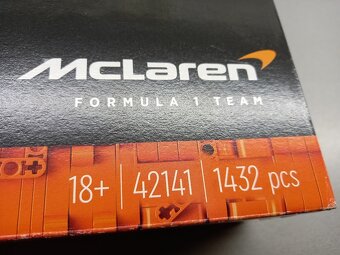 McLaren
FORMULA 1 TEAM
18+ 42141 1432 pcs